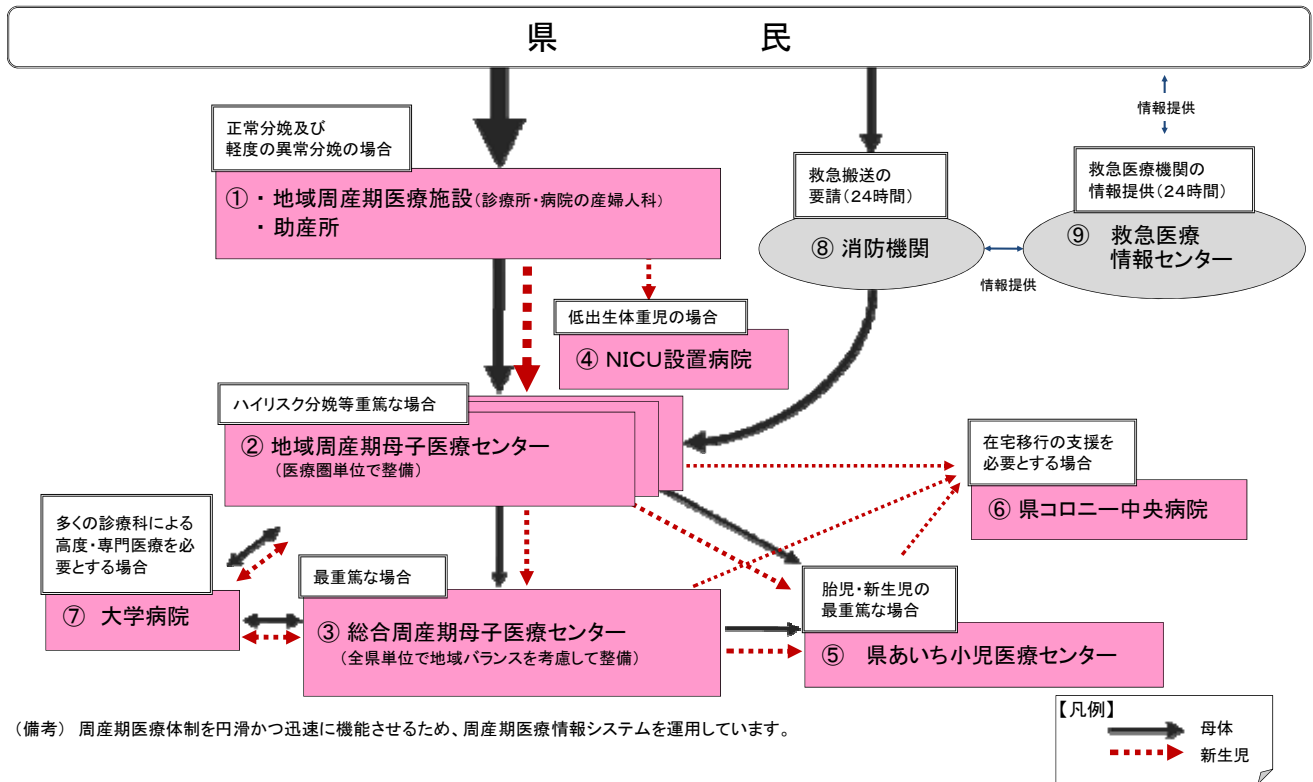 県 民
情報提供
正常分娩及び
軽度の異常分娩の場合
① ・ 地域周産期医療施設(診療所・病院の産婦人科)
・ 助産所
救急搬送の
要請(24時間)
⑧ 消防機関
救急医療機関の
情報提供(24時間)
⑨ 救急医療
情報センター
情報提供
低出生体重児の場合
④ NICU設置病院
ハイリスク分娩等重篤な場合
② 地域周産期母子医療センター
(医療圏単位で整備)
在宅移行の支援を
必要とする場合
⑥ 県コロニー中央病院
多くの診療科による
高度・専門医療を必
要とする場合
⑦ 大学病院
最重篤な場合
③ 総合周産期母子医療センター
(全県単位で地域バランスを考慮して整備)
胎児・新生児の
最重篤な場合
⑤ 県あいち小児医療センター
(備考) 周産期医療体制を円滑かつ迅速に機能させるため、周産期医療情報システムを運用しています。
【凡例】
母体
新生児